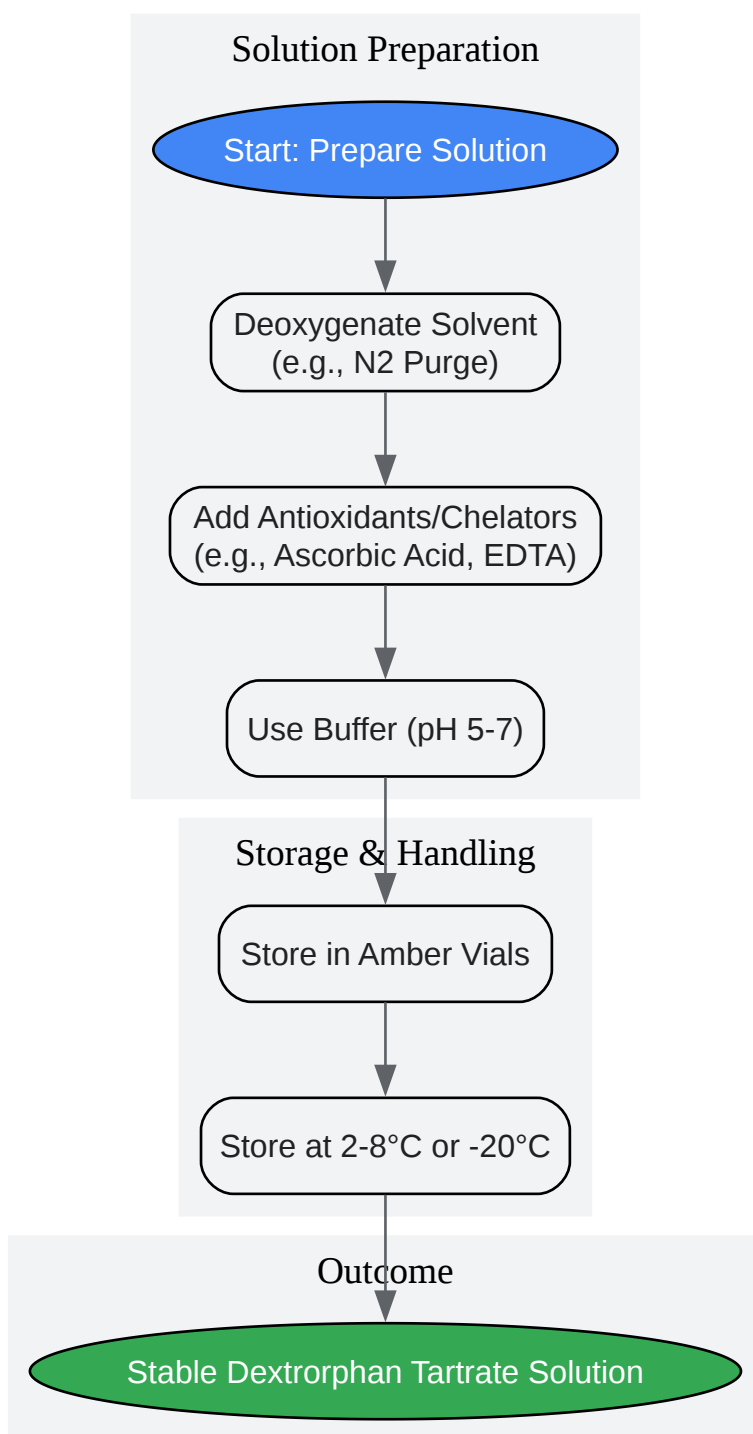 Solution Preparation
Start: Prepare Solution
Deoxygenate Solvent
(e.g., N2 Purge)
Add Antioxidants/Chelators
(e.g., Ascorbic Acid, EDTA)
Use Buffer (pH 5-7)
Storage & Handling
Store in Amber Vials
Store at 2-8°C or -20°C
Outcome
Stable Dextrorphan Tartrate Solution